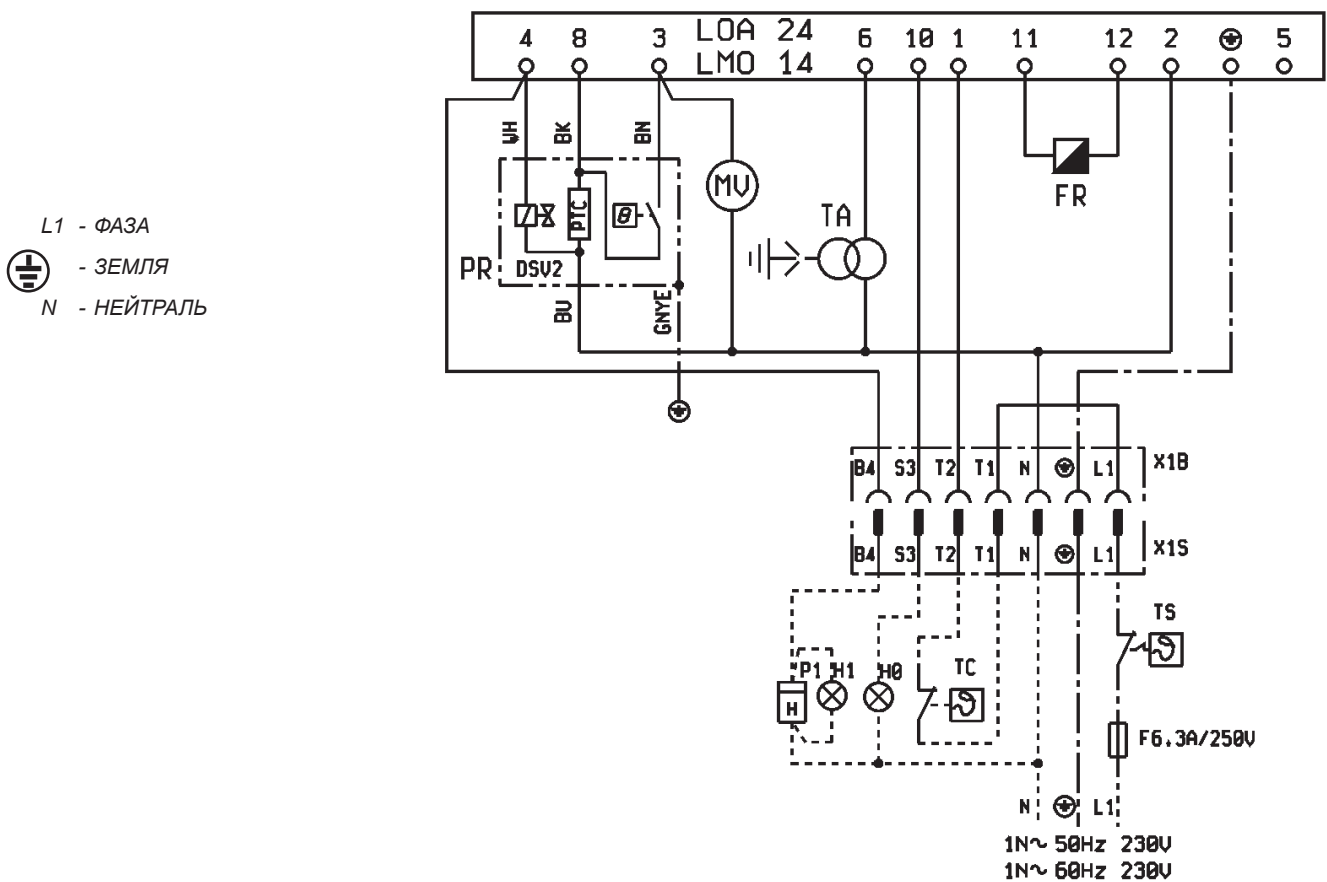 LOA 24
4 8 3 6 10 1 11 12 2 5
LMO 14
WH BK BN
MV
FR
TA
PTC
PR DSV2
BU GNYE
L1 - ФАЗА
- ЗЕМЛЯ
N - НЕЙТРАЛЬ
B4 S3 T2 T1 N L1 X1B
B4 S3 T2 T1 N L1 X1S
TS
P1 H1 H0 TC
H
F6.3A/250V
N L1
1N~ 50Hz 230V
1N~ 60Hz 230V